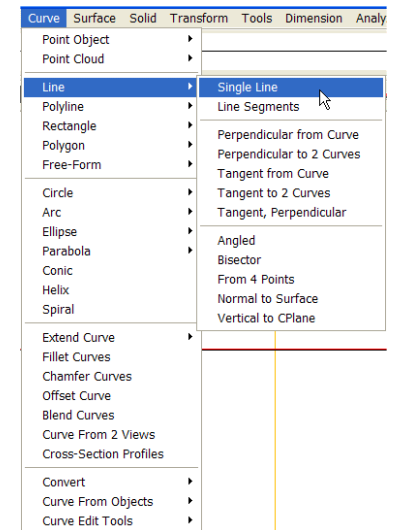 Curve Surface Solid Transform Tools Dimension Analy
Point Object
Point Cloud
Line
Polyline
Rectangle
Polygon
Free-Form
Circle
Arc
Ellipse
Parabola
Conic
Helix
Spiral
Extend Curve
Fillet Curves
Chamfer Curves
Offset Curve
Blend Curves
Curve From 2 Views
Cross-Section Profiles
Convert
Curve From Objects
Curve Edit Tools
Single Line
Line Segments
Perpendicular from Curve
Perpendicular to 2 Curves
Tangent from Curve
Tangent to 2 Curves
Tangent, Perpendicular
Angled
Bisector
From 4 Points
Normal to Surface
Vertical to CPlane